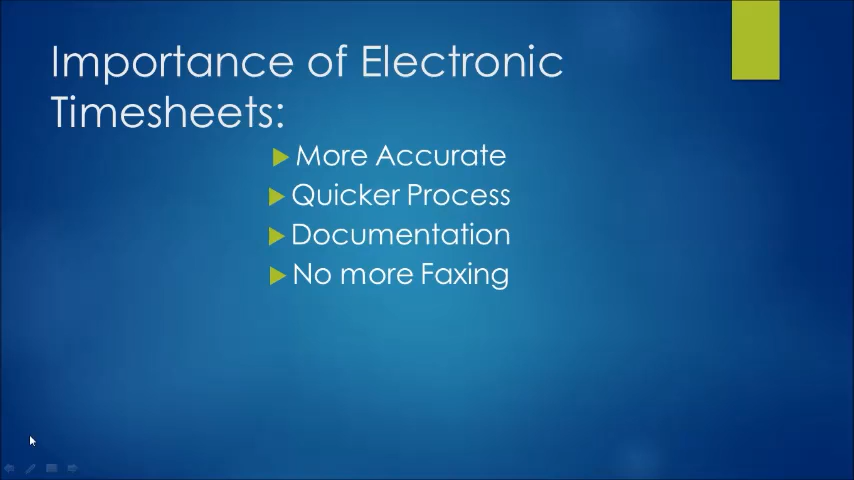 Importance of Electronic
Timesheets:
More Accurate
Quicker Process
Documentation
No more Faxing